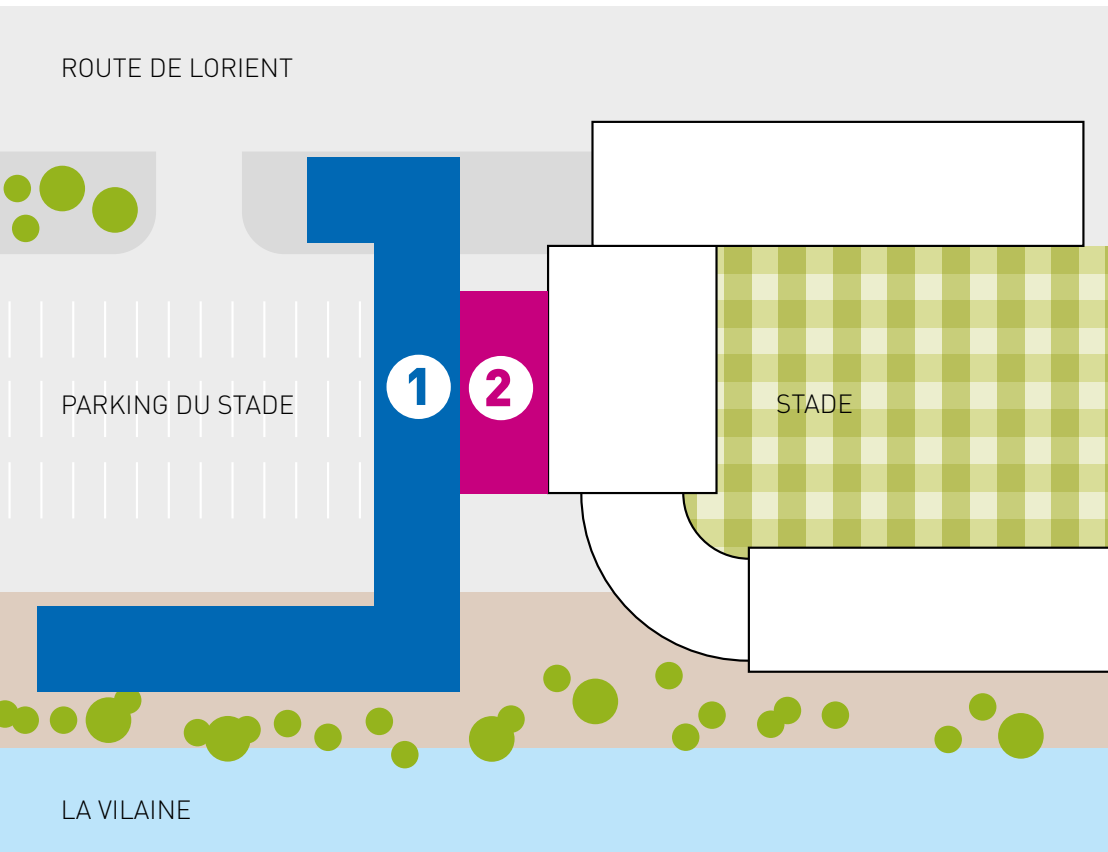 ROUTE DE LORIENT
1
2
PARKING DU STADE
STADE
LA VILAINE